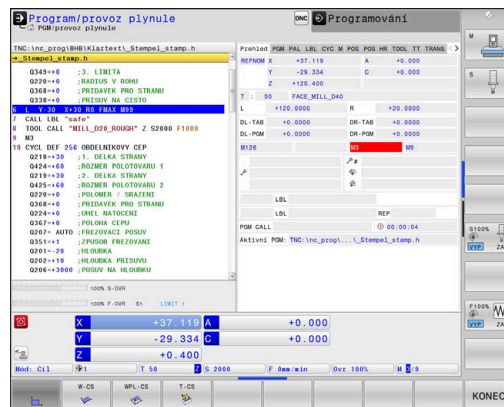 Program/provoz plynule
PGM/provoz plynule
DNC
Programování
TNC:\nc_prog\BHB\Klartext\_Stempel_stamp.h
→_Stempel_stamp.h
Q349=+0 ;3. LIMITA
Q220=+0 ;RADIUS V ROHU
Q368=+0 ;PRIDAVEK PRO STRANU
Q338=+0 ;PRISUV NA CISTO
6 L Y-30 X+30 R0 FMAX M99
7 CALL LBL "safe"
8 TOOL CALL "MILL_D20_ROUGH" Z S2000 F1000
9 M3
10 CYCL DEF 256 OBDELNIKOVY CEP
Q218=+30 ;1. DELKA STRANY
Q424=+60 ;ROZMER POLOTOVARU 1
Q219=+30 ;2. DELKA STRANY
Q425=+60 ;ROZMER POLOTOVARU 2
Q220=+0 ;POLOMER / SRAZENI
Q368=+0 ;PRIDAVEK PRO STRANU
Q224=+0 ;UHEL NATOCENI
Q367=+0 ;POLOHA CEPU
Q207= AUTO ;FREZOVACI POSUV
Q351=+1 ;ZPUSOB FREZOVANI
Q201=-20 ;HLOUBKA
Q202=+10 ;HLOUBKA PRISUVU
Q206=+3000 ;POSUV NA HLOUBKU
100% S-OVR
100% F-OVR S1 LIMIT 1
Přehled PGM PAL LBL CYC M POS POS HR TOOL TT TRANS
REFNOM X +37.119 A +0.000
Y -29.334 C +0.000
Z +120.400
T : 50 FACE_MILL_D40
L +120.0000 R +20.0000
DL-TAB +0.0000 DR-TAB +0.0000
DL-PGM +0.0000 DR-PGM +0.0000
M126 M3 M9
LBL
LBL REP
PGM CALL 00:00:04
Aktivní PGM: TNC:\nc_prog\...\_Stempel_stamp.h
X +37.119 A +0.000
Y -29.334 C +0.000
Z +0.400
Mód: Cíl 1 T 50 Z S 2000 F 0mm/min Ovr 100% M 3/9
W-CS WPL-CS T-CS
KONEC
M
S
S100%
VYP ZA
F100%
VYP ZA